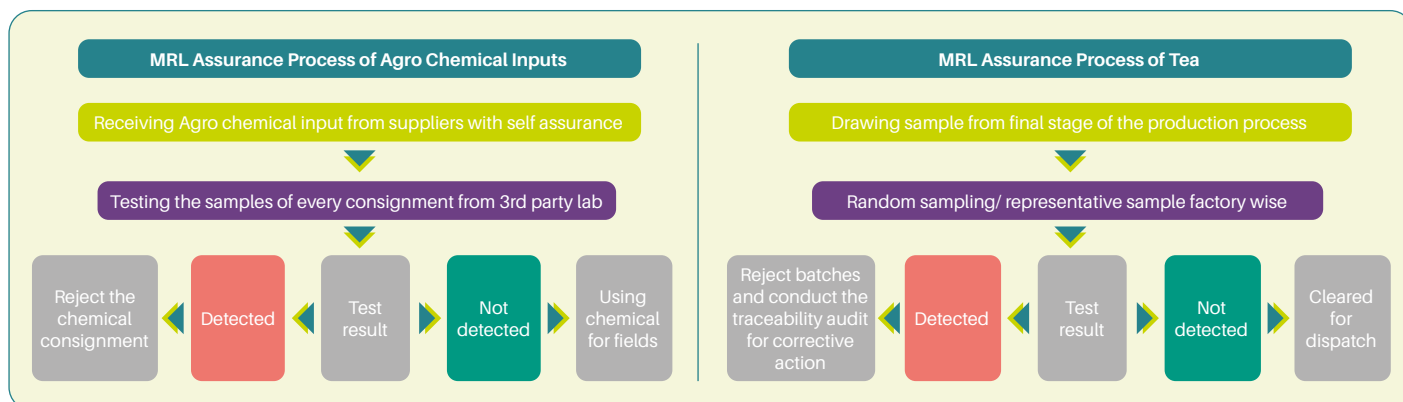 MRL Assurance Process of Agro Chemical Inputs
Receiving Agro chemical input from suppliers with self assurance
Testing the samples of every consignment from 3rd party lab
Reject the
chemical
consignment
Detected
Test
result
Not
detected
Using
chemical
for fields
MRL Assurance Process of Tea
Drawing sample from final stage of the production process
Random sampling/ representative sample factory wise
Reject batches
and conduct the
traceability audit
for corrective
action
Detected
Test
result
Not
detected
Cleared
for
dispatch